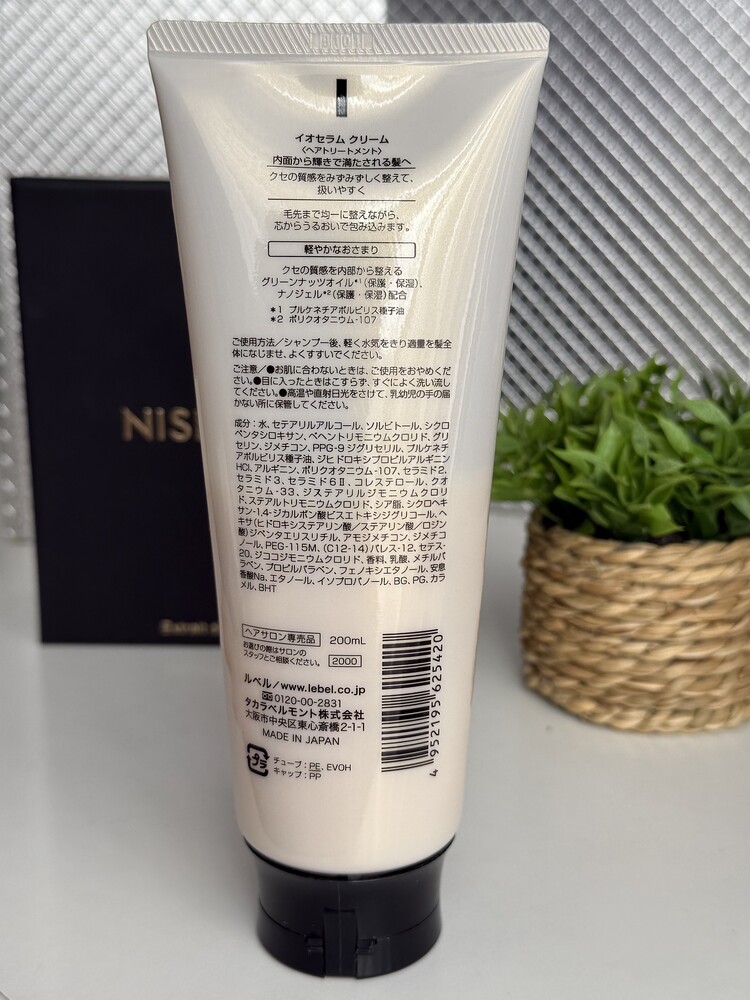 イオセラム クリーム
〈ヘアトリートメント〉
内面から輝きで満たされる髪へ
クセの質感をみずみずしく整えて、
扱いやすく
毛先まで均一に整えながら、
芯からうるおいで包み込みます。
軽やかなおさまり
クセの質感を内部から整える
グリーンナッツオイル*1(保護・保湿)、
ナノジェル*2(保護・保湿)配合
*1 プルケネチアボルビリス種子油
*2 ポリクオタニウム-107
ご使用方法/シャンプー後、軽く水気をきり適量を髪全
体になじませ、よくすすいでください。
ご注意/●お肌に合わないときは、ご使用をおやめくだ
さい。●目に入ったときはこすらず、すぐによく洗い流し
てください。●高温や直射日光をさけて、乳幼児の手の届
かない所に保管してください。
成分:水、セテアリルアルコール、ソルビトール、シクロ
ペンタシロキサン、ベヘントリモニウムクロリド、グリ
セリン、ジメチコン、PPG-9 ジグリセリル、プルケネチ
アボルビリス種子油、ジヒドロキシプロピルアルギニン
HCl、アルギニン、ポリクオタニウム-107、セラミド2、
セラミド3、セラミド6Ⅱ、コレステロール、クオ
タニウム-33、ジステアリルジモニウムクロリ
ド、ステアルトリモニウムクロリド、シア脂、シクロヘキ
サン-1,4-ジカルボン酸ビスエトキシジグリコール、ヘ
キサ(ヒドロキシステアリン酸/ステアリン酸/ロジン
酸)ジペンタエリスリチル、アモジメチコン、ジメチコ
ノール、PEG-115M、(C12-14)パレス-12、セテス-
20、ジココジモニウムクロリド、香料、乳酸、メチルパ
ラベン、プロピルパラベン、フェノキシエタノール、安息
香酸Na、エタノール、イソプロパノール、BG、PG、カラ
メル、BHT
ヘアサロン専売品 200mL
お選びの際はサロンの
スタッフとご相談ください。 2000
ルベル/www.lebel.co.jp
0120-00-2831
タカラベルモント株式会社
大阪市中央区東心斎橋2-1-1
MADE IN JAPAN
プラ
チューブ:PE、EVOH
キャップ:PP
4 952195 625420
NiSH